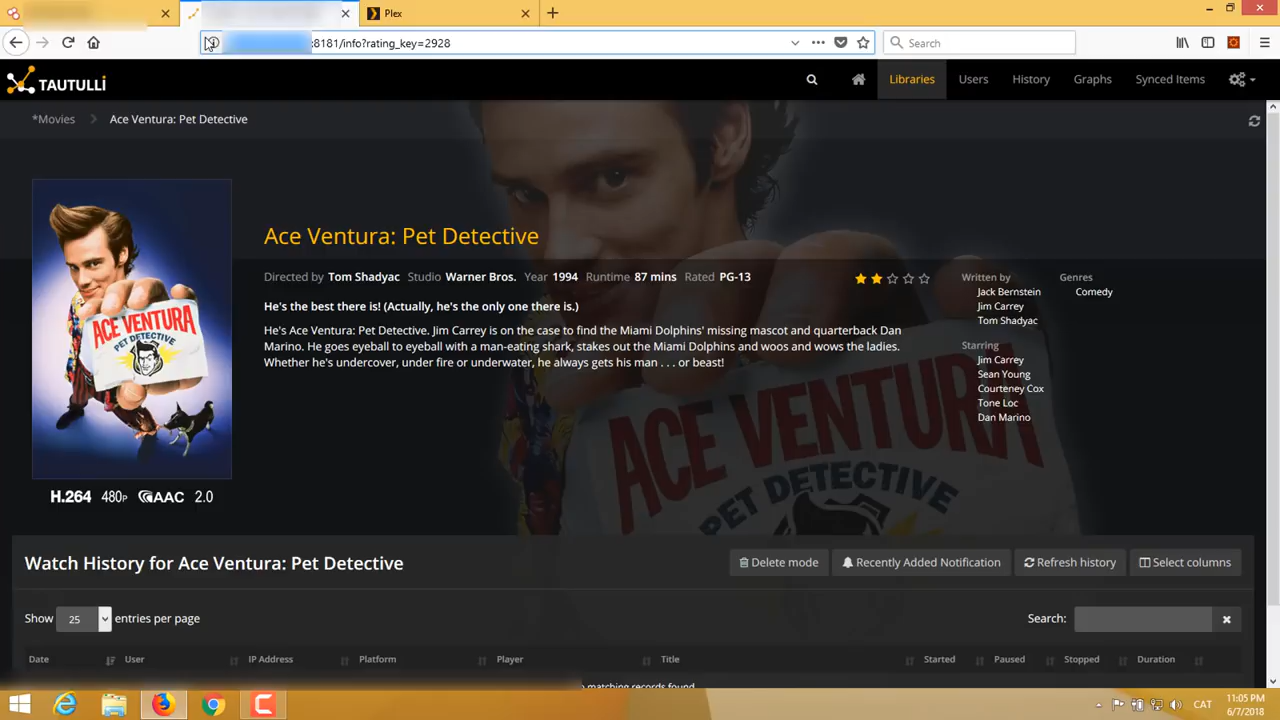 Plex
:8181/info?rating_key=2928
Search
TAUTULLI
Libraries
Users
History
Graphs
Synced Items
*Movies
Ace Ventura: Pet Detective
Ace Ventura: Pet Detective
Directed by Tom Shadyac Studio Warner Bros. Year 1994 Runtime 87 mins Rated PG-13
He's the best there is! (Actually, he's the only one there is.)
He's Ace Ventura: Pet Detective. Jim Carrey is on the case to find the Miami Dolphins' missing mascot and quarterback Dan
Marino. He goes eyeball to eyeball with a man-eating shark, stakes out the Miami Dolphins and woos and wows the ladies.
Whether he's undercover, under fire or underwater, he always gets his man . . . or beast!
Written by
Jack Bernstein
Jim Carrey
Tom Shadyac
Genres
Comedy
Starring
Jim Carrey
Sean Young
Courteney Cox
Tone Loc
Dan Marino
ACE VENTURA
PET DETECTIVE
ACE VENTURA
PET DETECTIVE
H.264 480p AAC 2.0
Watch History for Ace Ventura: Pet Detective
Delete mode
Recently Added Notification
Refresh history
Select columns
Show 25 entries per page
Search:
Date
User
IP Address
Platform
Player
Title
Started
Paused
Stopped
Duration
matching records found
CAT
11:05 PM
6/7/2018